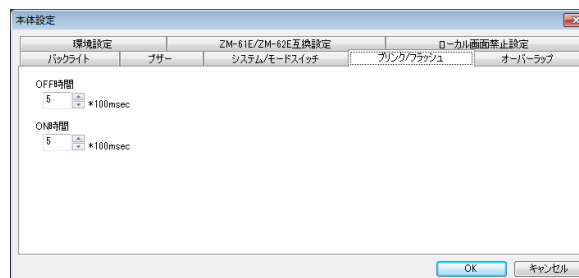 本体設定
環境設定 ZM-61E/ZM-62E互換設定 ローカル画面禁止設定
バックライト ブザー システム/モードスイッチ ブリンク/フラッシュ オーバーラップ
OFF時間
5 *100msec
ON時間
5 *100msec
OK キャンセル